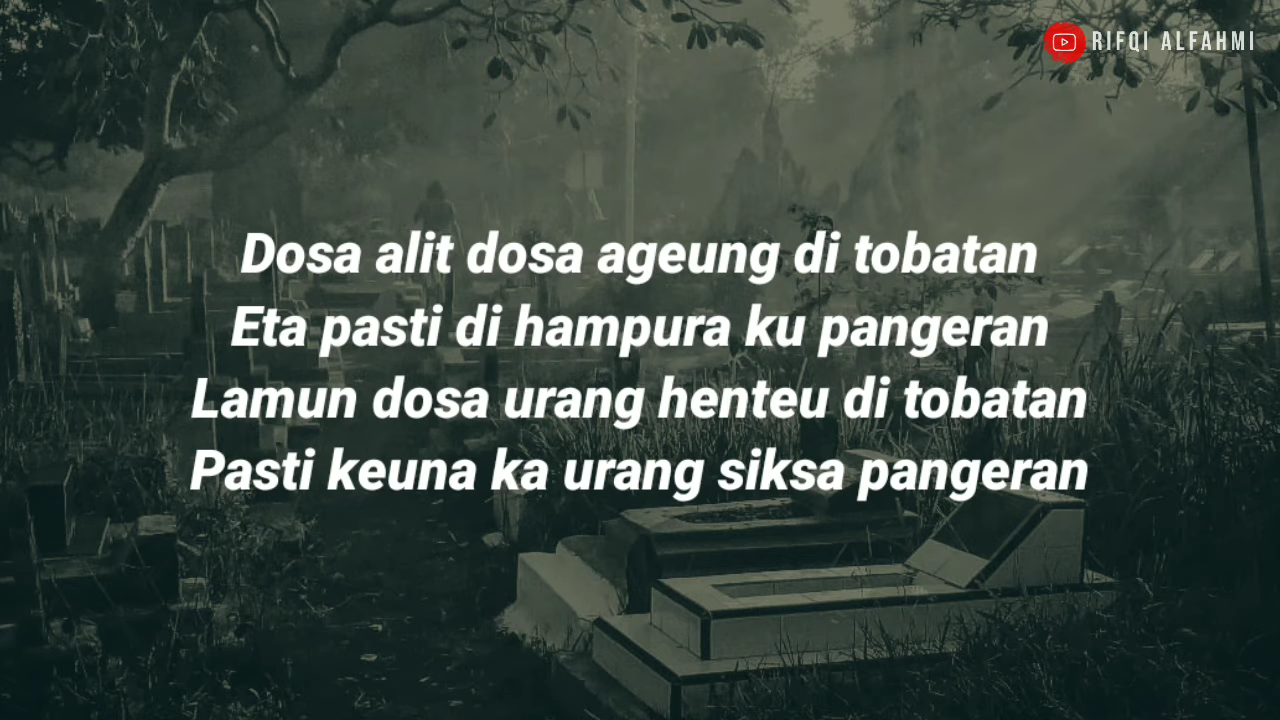 RIFQI ALFAHMI
Dosa alit dosa ageung di tobatan
Eta pasti di hampura ku pangeran
Lamun dosa urang henteu di tobatan
Pasti keuna ka urang siksa pangeran